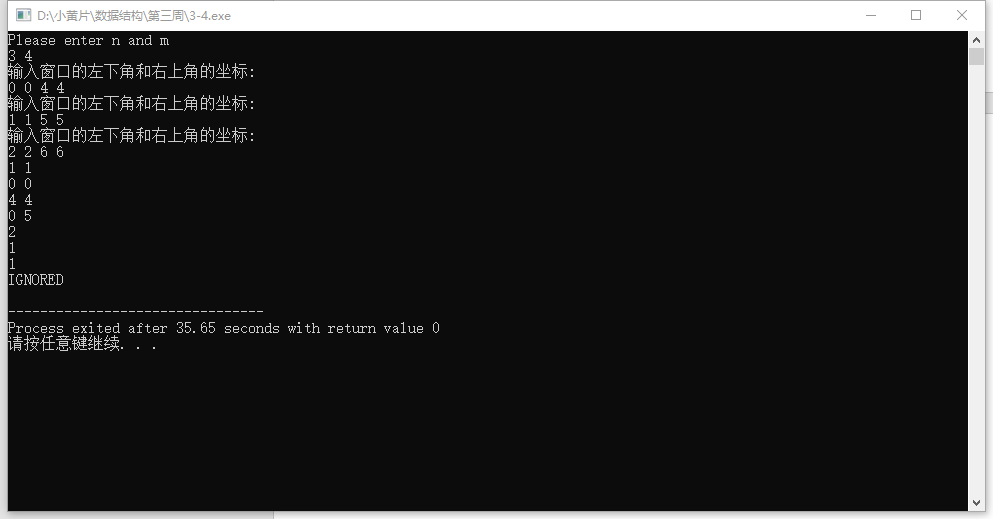 D:\小黄片\数据结构\第三周\3-4.exe
Please enter n and m
3 4
输入窗口的左下角和右上角的坐标:
0 0 4 4
输入窗口的左下角和右上角的坐标:
1 1 5 5
输入窗口的左下角和右上角的坐标:
2 2 6 6
1 1
0 0
4 4
0 5
2
1
1
IGNORED
--------------------------------
Process exited after 35.65 seconds with return value 0
请按任意键继续. . .